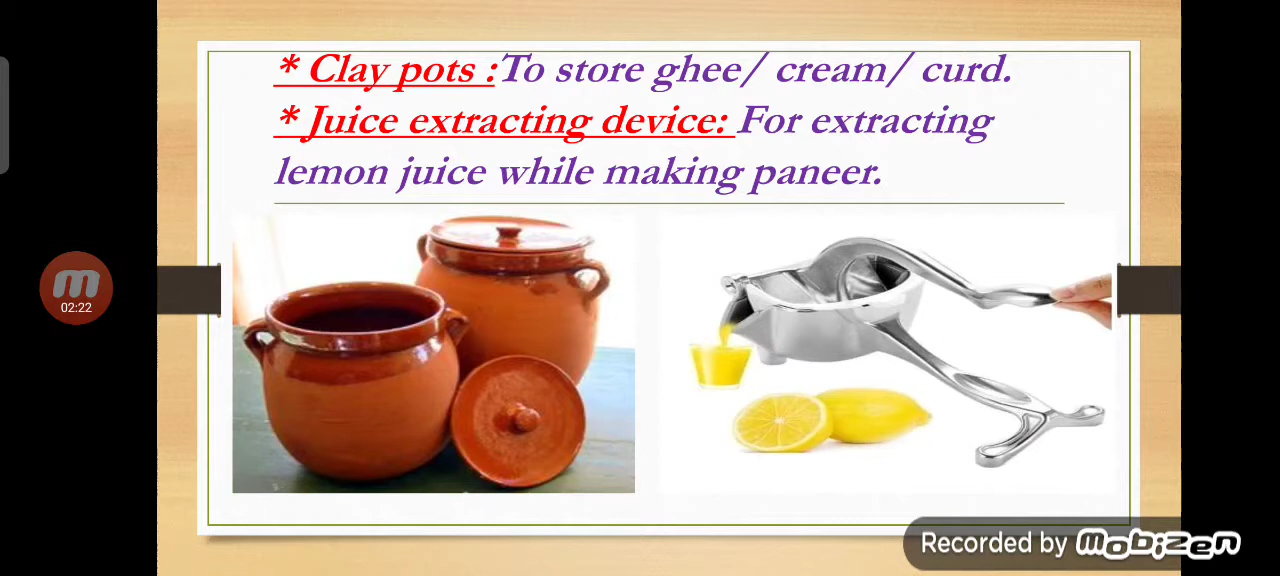 * Clay pots :To store ghee/ cream/ curd.
* Juice extracting device: For extracting
lemon juice while making paneer.
02:22
Recorded by Mobizen